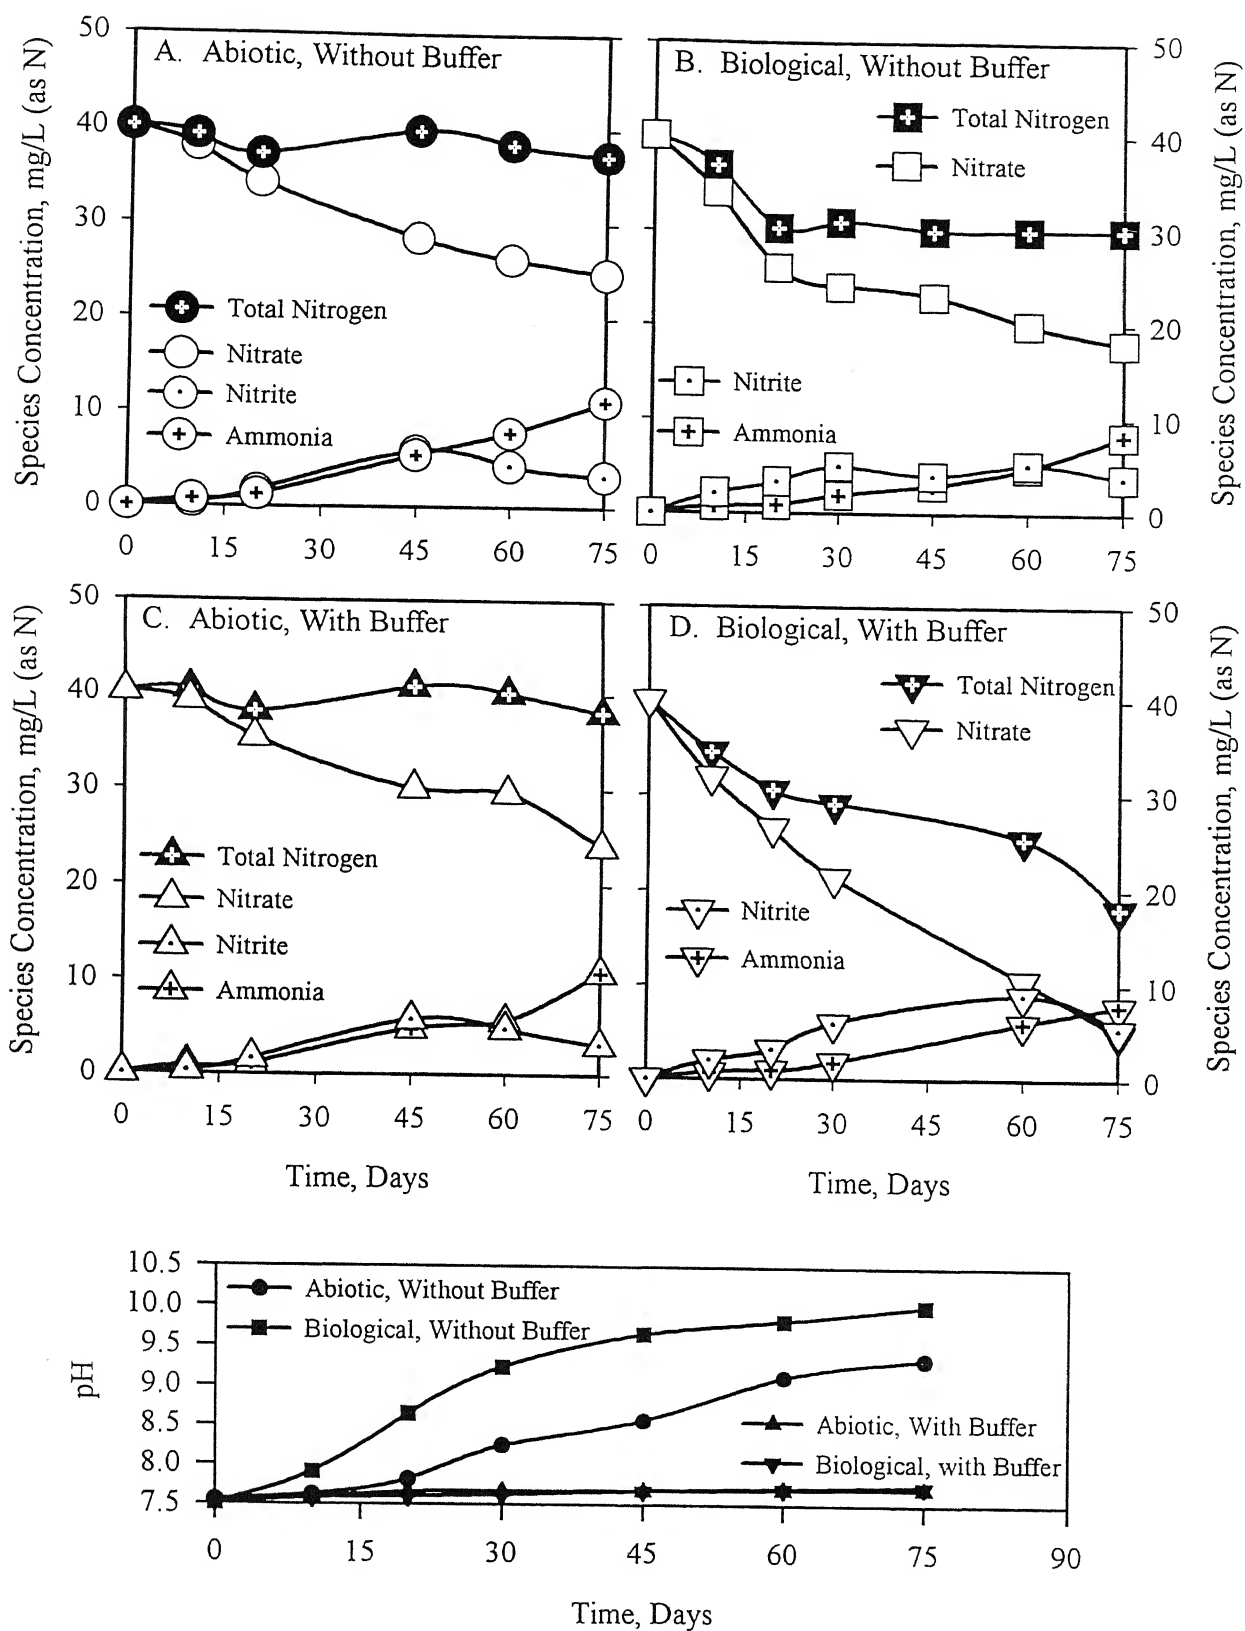 A. Abiotic, Without Buffer
Species Concentration, mg/L (as N)
50
40
30
20
10
0
Total Nitrogen
Nitrate
Nitrite
Ammonia
0 15 30 45 60 75
B. Biological, Without Buffer
Total Nitrogen
Nitrate
Nitrite
Ammonia
50
40
30
20
10
0
Species Concentration, mg/L (as N)
0 15 30 45 60 75
C. Abiotic, With Buffer
Species Concentration, mg/L (as N)
50
40
30
20
10
0
Total Nitrogen
Nitrate
Nitrite
Ammonia
0 15 30 45 60 75
Time, Days
D. Biological, With Buffer
Total Nitrogen
Nitrate
Nitrite
Ammonia
50
40
30
20
10
0
Species Concentration, mg/L (as N)
0 15 30 45 60 75
Time, Days
pH
10.5
10.0
9.5
9.0
8.5
8.0
7.5
Abiotic, Without Buffer
Biological, Without Buffer
Abiotic, With Buffer
Biological, with Buffer
0 15 30 45 60 75 90
Time, Days